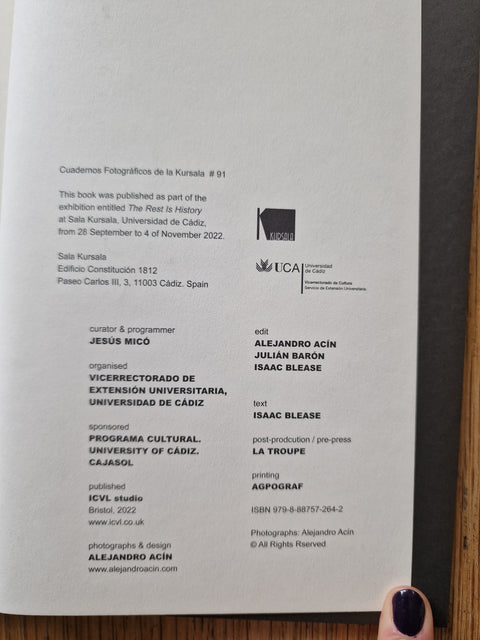 Cuadernos Fotográficos de la Kursala # 91
This book was published as part of the
exhibition entitled The Rest Is History
at Sala Kursala, Universidad de Cádiz,
from 28 September to 4 of November 2022.
Sala Kursala
Edificio Constitución 1812
Paseo Carlos III, 3, 11003 Cádiz. Spain
KURSALA
UCA
Universidad
de Cádiz
Vicerrectorado de Cultura
Servicio de Extensión Universitaria
curator & programmer
JESÚS MICÓ
organised
VICERRECTORADO DE
EXTENSIÓN UNIVERSITARIA,
UNIVERSIDAD DE CÁDIZ
sponsored
PROGRAMA CULTURAL.
UNIVERSITY OF CÁDIZ.
CAJASOL
published
ICVL studio
Bristol, 2022
www.icvl.co.uk
photographs & design
ALEJANDRO ACÍN
www.alejandroacin.com
edit
ALEJANDRO ACÍN
JULIÁN BARÓN
ISAAC BLEASE
text
ISAAC BLEASE
post-prodcution / pre-press
LA TROUPE
printing
AGPOGRAF
ISBN 979-8-88757-264-2
Photographs: Alejandro Acín
© All Rights Rserved